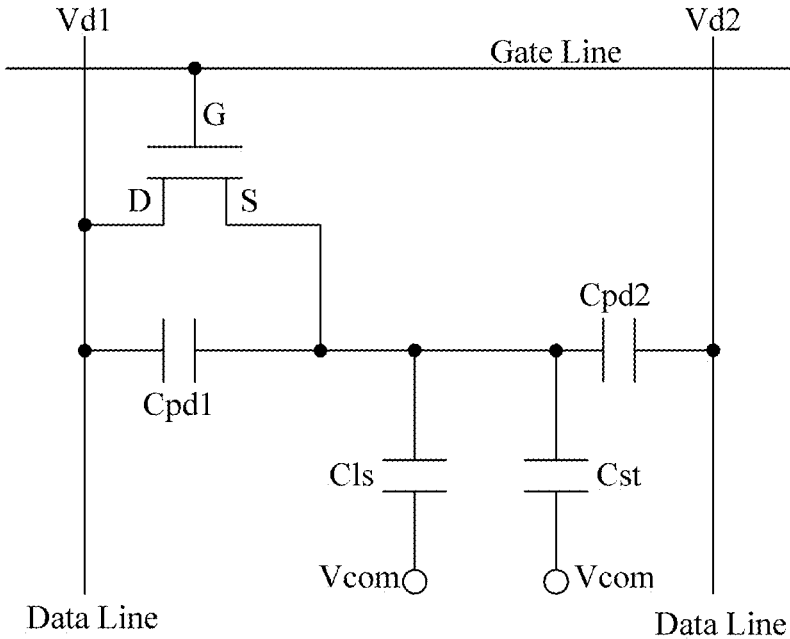 Vd1
Vd2
Gate Line
G
D
S
Cpd2
Cpd1
Cls
Cst
Vcom
Vcom
Data Line
Data Line